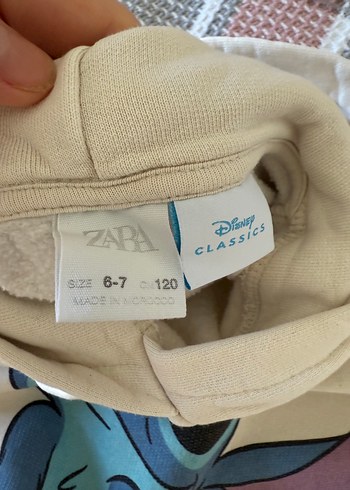 ZARA
SIZE 6-7 CM 120
MADE IN MOROCCO
Disney
CLASSICS